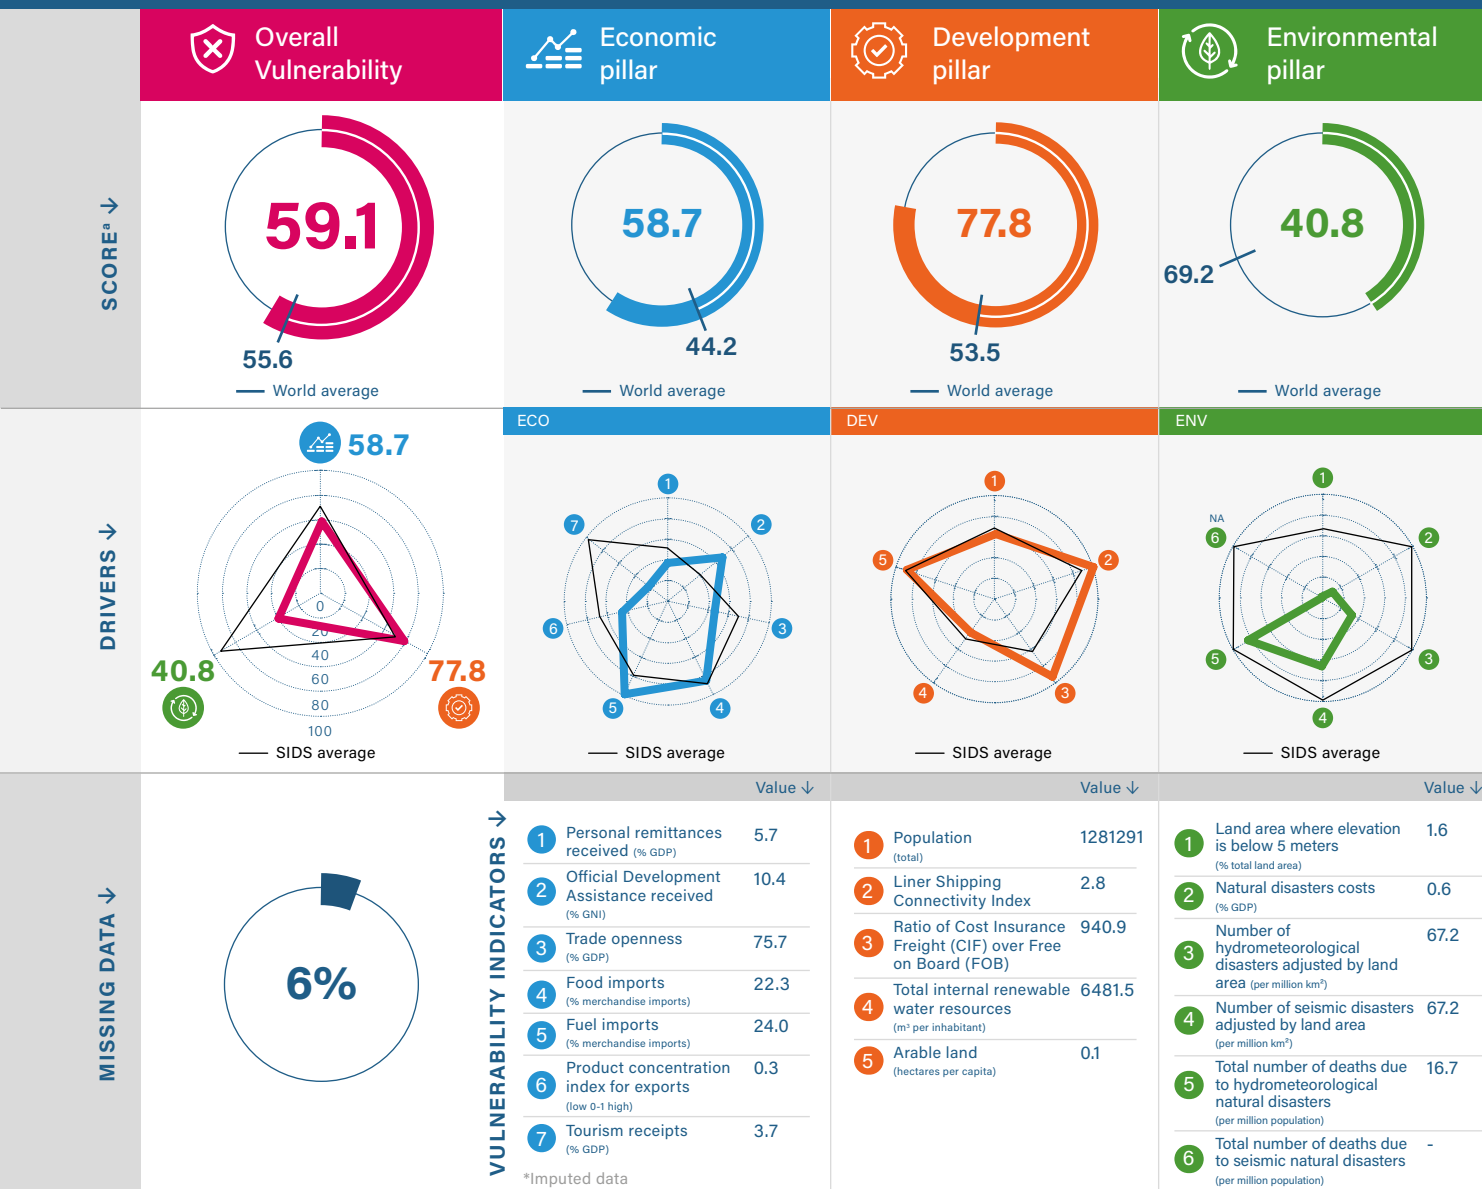 Overall
Vulnerability
Economic
pillar
Development
pillar
Environmental
pillar
SCOREª →
59.1
55.6
World average
58.7
44.2
World average
77.8
53.5
World average
40.8
69.2
World average
DRIVERS →
58.7
0
20
40
60
80
100
40.8
77.8
SIDS average
ECO
1
2
3
4
5
6
7
SIDS average
DEV
1
2
3
4
5
SIDS average
ENV
1
2
3
4
5
NA
6
SIDS average
MISSING DATA →
6%
VULNERABILITY INDICATORS →
Value ↓
1 Personal remittances 5.7
received (% GDP)
2 Official Development 10.4
Assistance received
(% GNI)
3 Trade openness 75.7
(% GDP)
4 Food imports 22.3
(% merchandise imports)
5 Fuel imports 24.0
(% merchandise imports)
6 Product concentration 0.3
index for exports
(low 0-1 high)
7 Tourism receipts 3.7
(% GDP)
*Imputed data
Value ↓
1 Population 1281291
(total)
2 Liner Shipping 2.8
Connectivity Index
3 Ratio of Cost Insurance 940.9
Freight (CIF) over Free
on Board (FOB)
4 Total internal renewable 6481.5
water resources
(m³ per inhabitant)
5 Arable land 0.1
(hectares per capita)
Value ↓
1 Land area where elevation 1.6
is below 5 meters
(% total land area)
2 Natural disasters costs 0.6
(% GDP)
3 Number of 67.2
hydrometeorological
disasters adjusted by land
area (per million km²)
4 Number of seismic disasters 67.2
adjusted by land area
(per million km²)
5 Total number of deaths due 16.7
to hydrometeorological
natural disasters
(per million population)
6 Total number of deaths due -
to seismic natural disasters
(per million population)